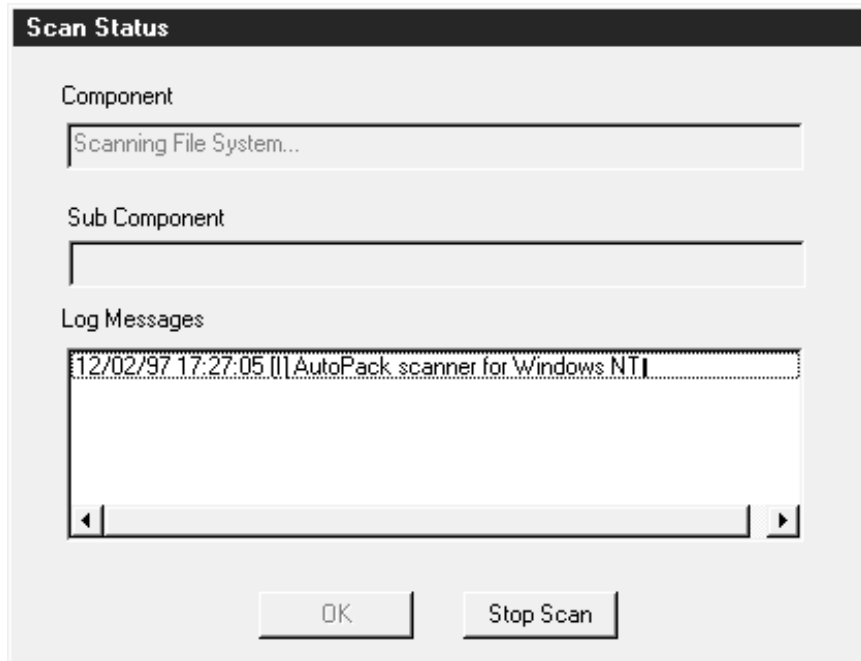 Scan Status
Component
Scanning File System...
Sub Component
Log Messages
12/02/97 17:27:05 [I] AutoPack scanner for Windows NT
OK
Stop Scan